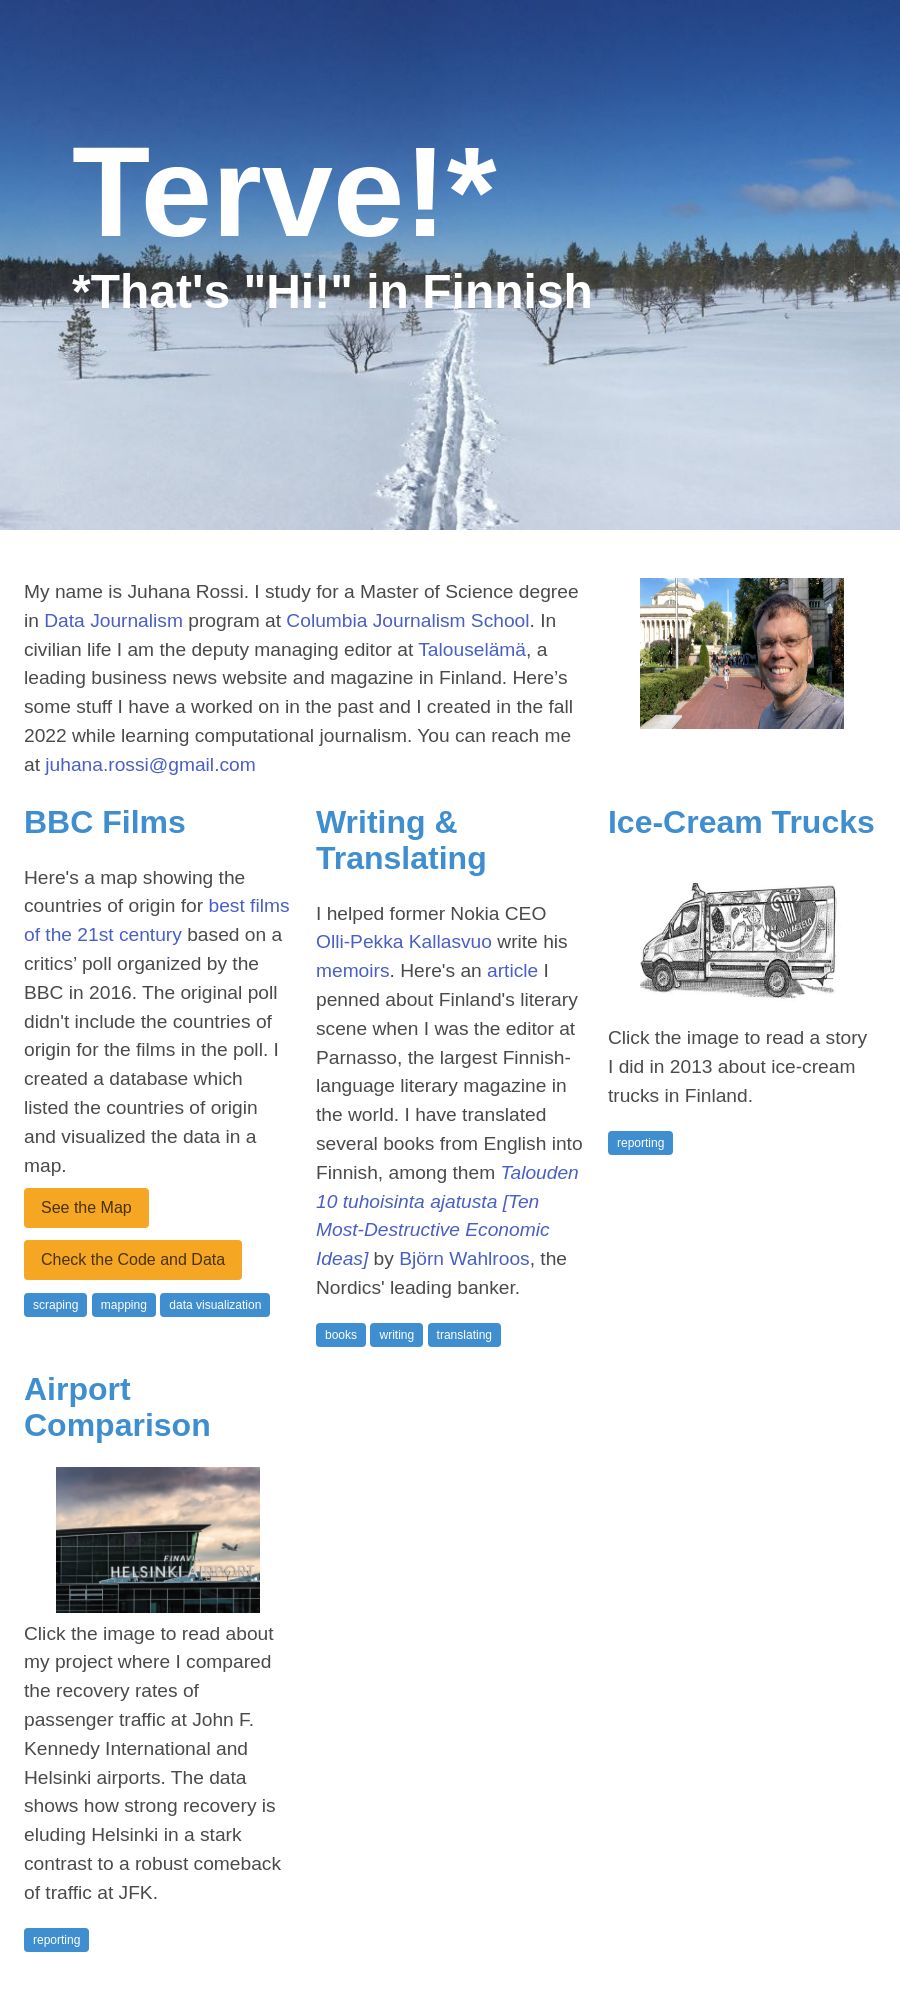 Terve!*
*That's "Hi!" in Finnish
My name is Juhana Rossi. I study for a Master of Science degree
in Data Journalism program at Columbia Journalism School. In
civilian life I am the deputy managing editor at Talouselämä, a
leading business news website and magazine in Finland. Here’s
some stuff I have a worked on in the past and I created in the fall
2022 while learning computational journalism. You can reach me
at juhana.rossi@gmail.com
BBC Films
Here's a map showing the
countries of origin for best films
of the 21st century based on a
critics’ poll organized by the
BBC in 2016. The original poll
didn't include the countries of
origin for the films in the poll. I
created a database which
listed the countries of origin
and visualized the data in a
map.
See the Map
Check the Code and Data
scraping mapping data visualization
Writing &
Translating
I helped former Nokia CEO
Olli-Pekka Kallasvuo write his
memoirs. Here's an article I
penned about Finland's literary
scene when I was the editor at
Parnasso, the largest Finnish-
language literary magazine in
the world. I have translated
several books from English into
Finnish, among them Talouden
10 tuhoisinta ajatusta [Ten
Most-Destructive Economic
Ideas] by Björn Wahlroos, the
Nordics' leading banker.
books writing translating
Ice-Cream Trucks
Click the image to read a story
I did in 2013 about ice-cream
trucks in Finland.
reporting
Airport
Comparison
FINAVIA
HELSINKI AIRPORT
Click the image to read about
my project where I compared
the recovery rates of
passenger traffic at John F.
Kennedy International and
Helsinki airports. The data
shows how strong recovery is
eluding Helsinki in a stark
contrast to a robust comeback
of traffic at JFK.
reporting